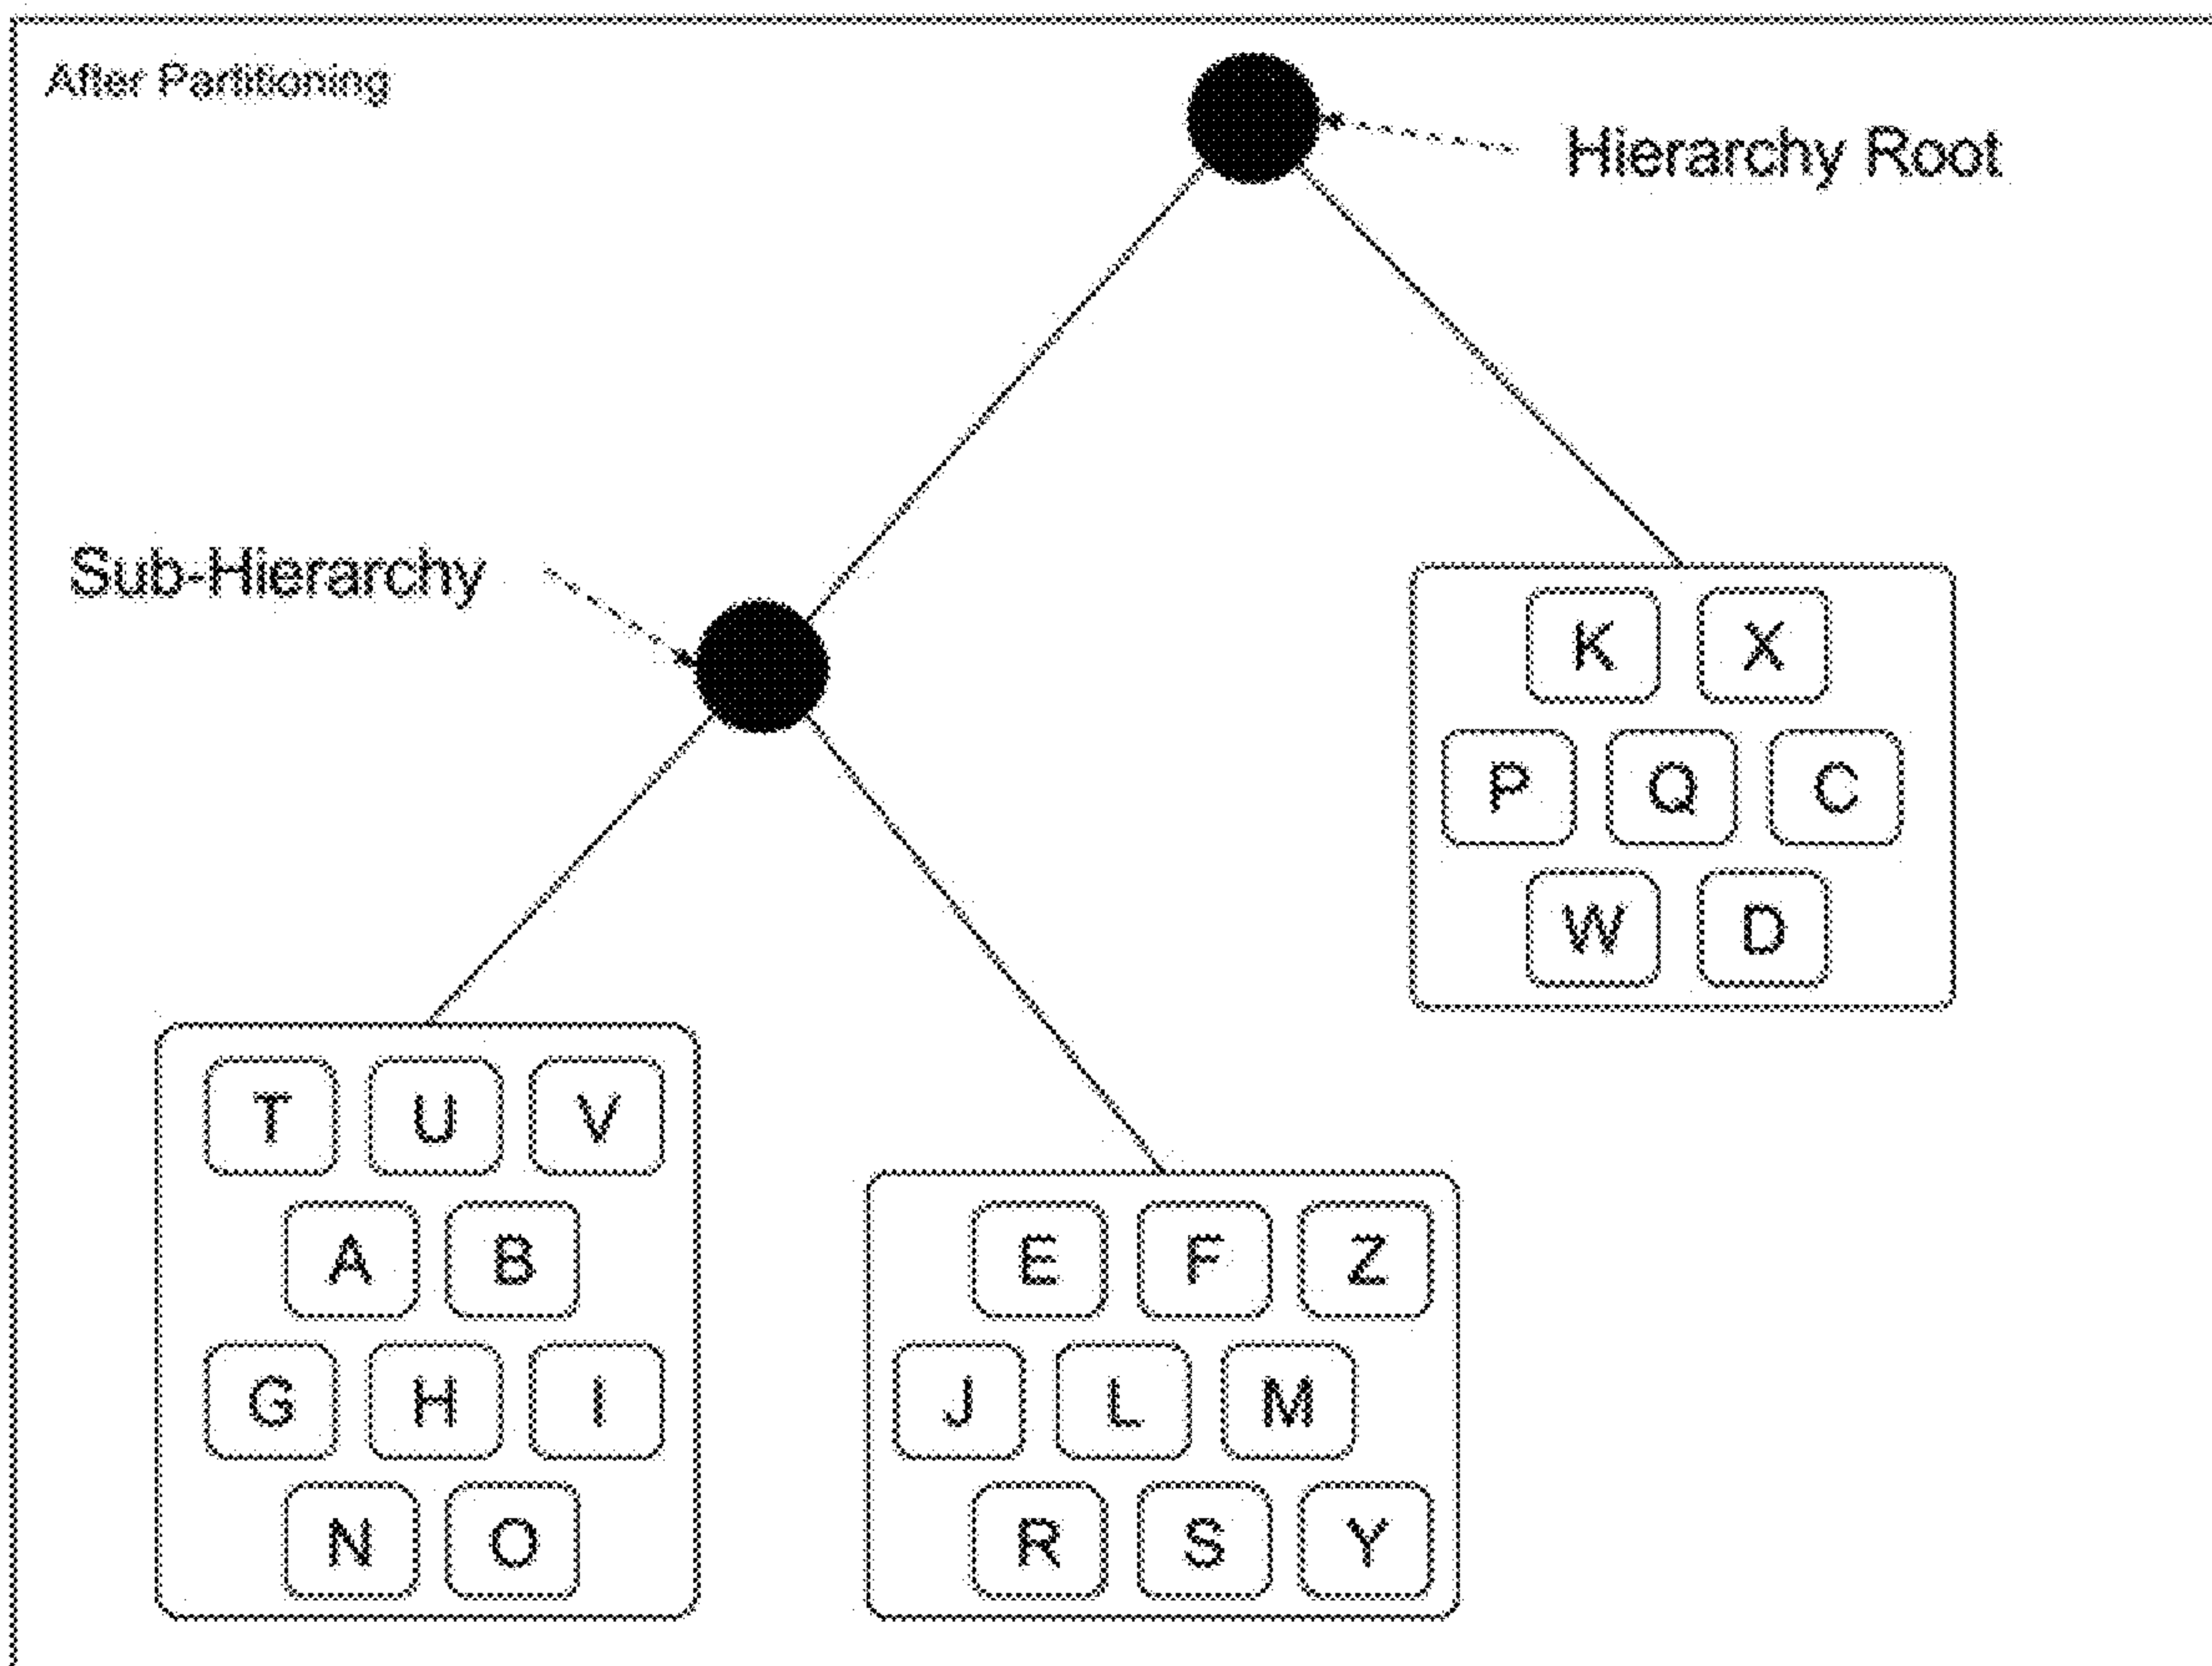 After Partitioning
Hierarchy Root
Sub-Hierarchy
K X
P Q C
W D
T U V
A B
G H I
N O
E F Z
J L M
R S Y